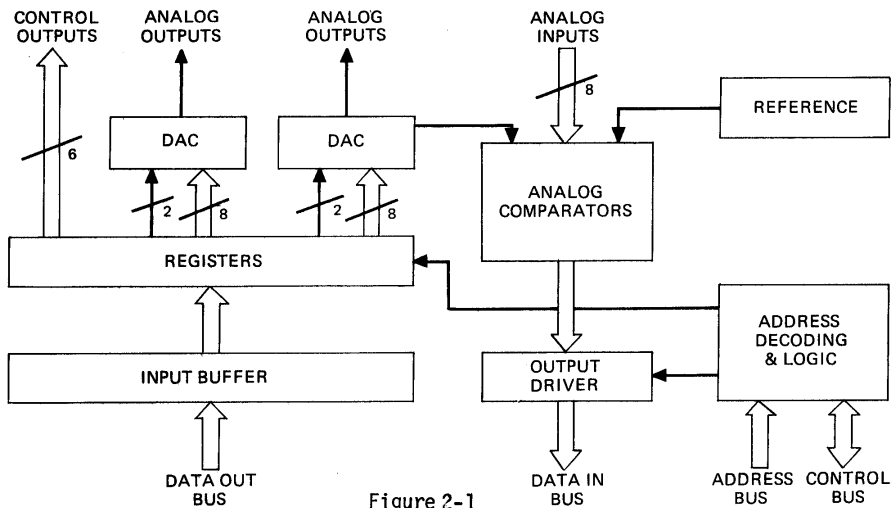 CONTROL
OUTPUTS
ANALOG
OUTPUTS
ANALOG
OUTPUTS
ANALOG
INPUTS
8
REFERENCE
DAC
DAC
6
2
8
2
8
ANALOG
COMPARATORS
REGISTERS
ADDRESS
DECODING
& LOGIC
INPUT BUFFER
OUTPUT
DRIVER
DATA OUT
BUS
DATA IN
BUS
ADDRESS
BUS
CONTROL
BUS
Figure 2-1